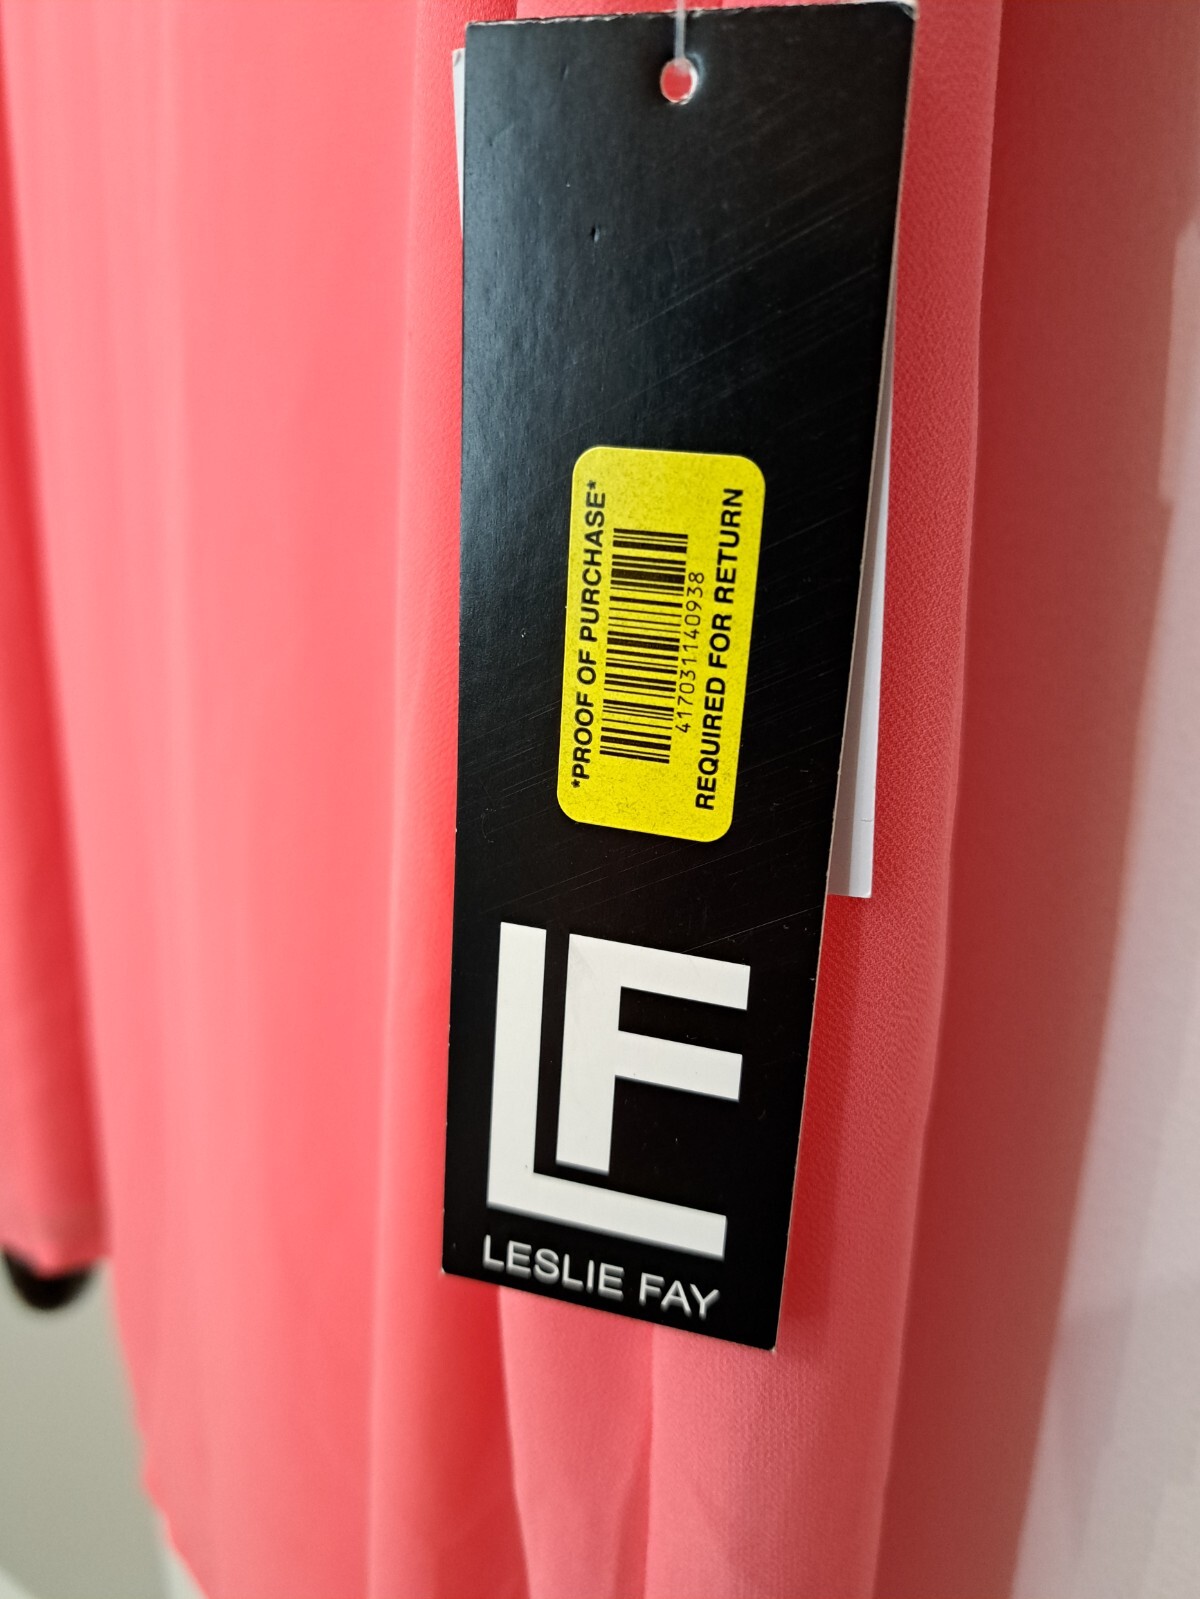 *PROOF OF PURCHASE*
417031140938
REQUIRED FOR RETURN
LF
LESLIE FAY